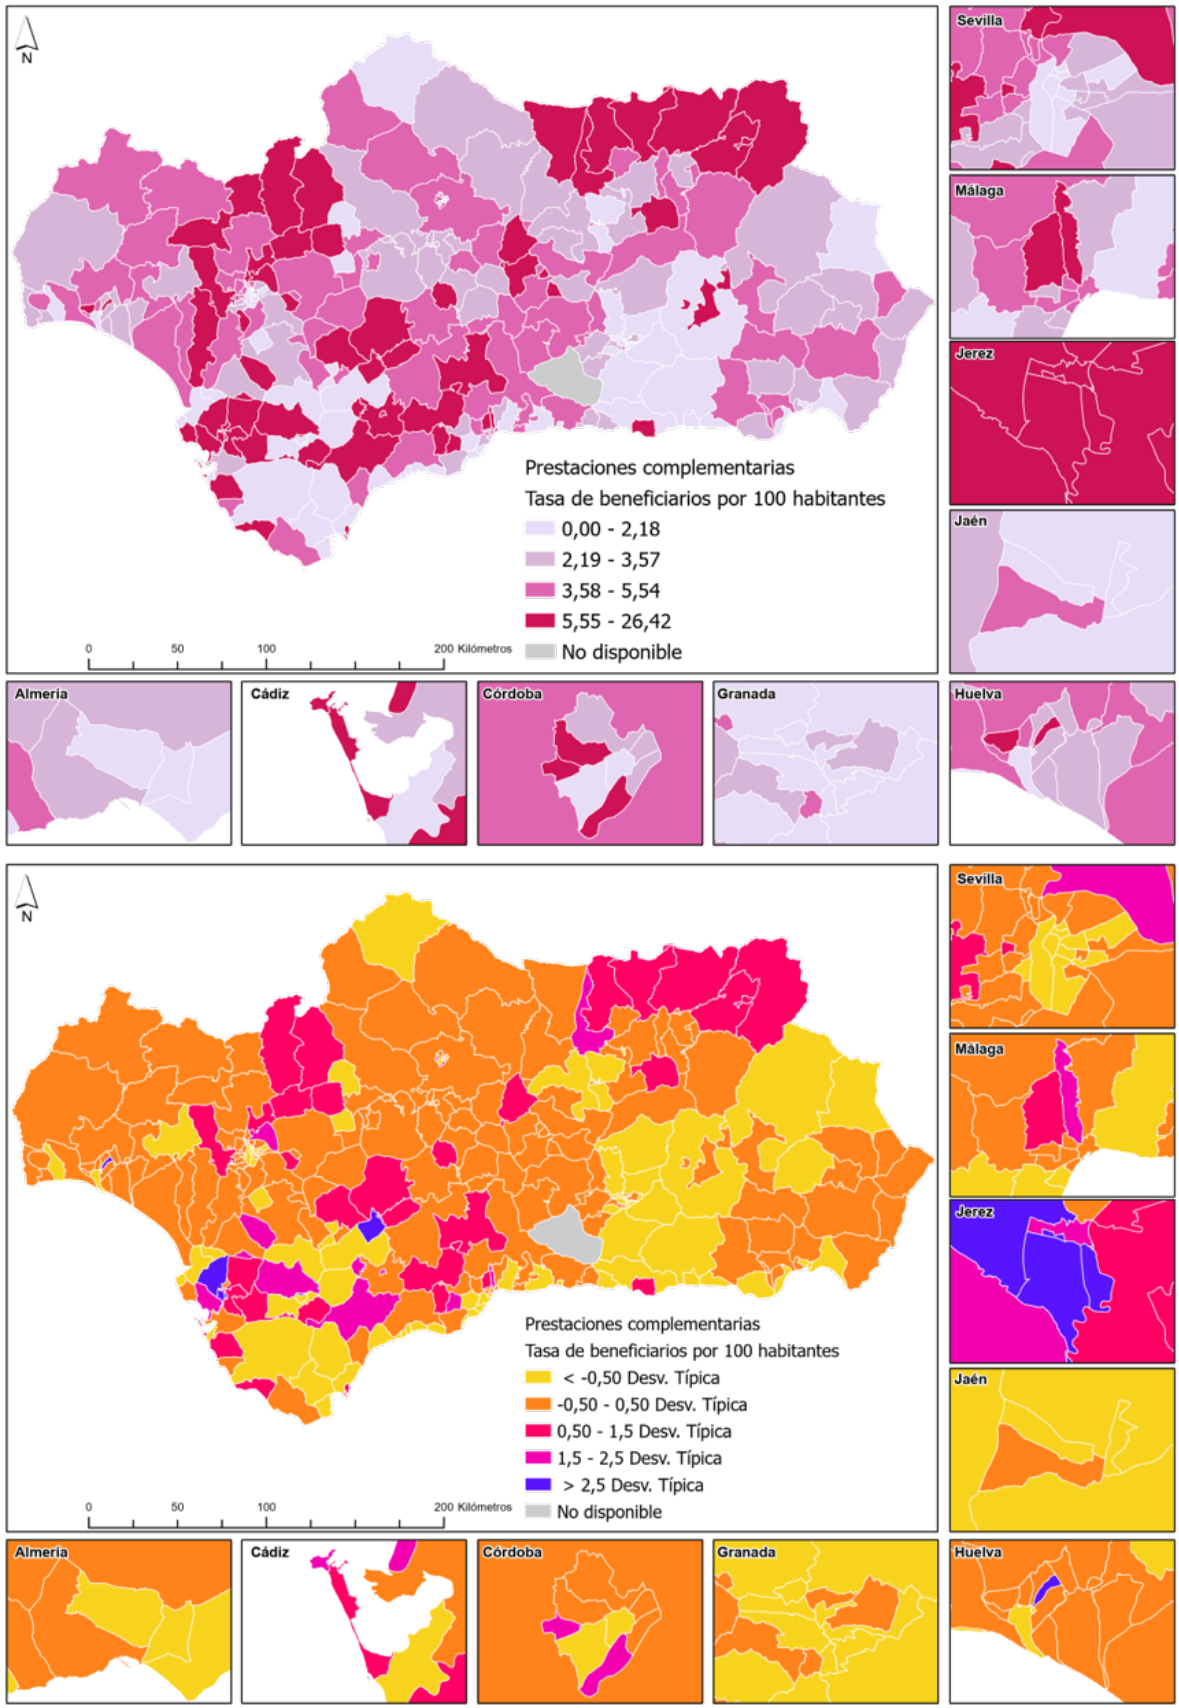 N
Sevilla
Málaga
Jerez
Jaén
Prestaciones complementarias
Tasa de beneficiarios por 100 habitantes
0,00 - 2,18
2,19 - 3,57
3,58 - 5,54
5,55 - 26,42
No disponible
0 50 100 200 Kilómetros
Almería
Cádiz
Córdoba
Granada
Huelva
N
Sevilla
Málaga
Jerez
Jaén
Prestaciones complementarias
Tasa de beneficiarios por 100 habitantes
< -0,50 Desv. Típica
-0,50 - 0,50 Desv. Típica
0,50 - 1,5 Desv. Típica
1,5 - 2,5 Desv. Típica
> 2,5 Desv. Típica
No disponible
0 50 100 200 Kilómetros
Almería
Cádiz
Córdoba
Granada
Huelva